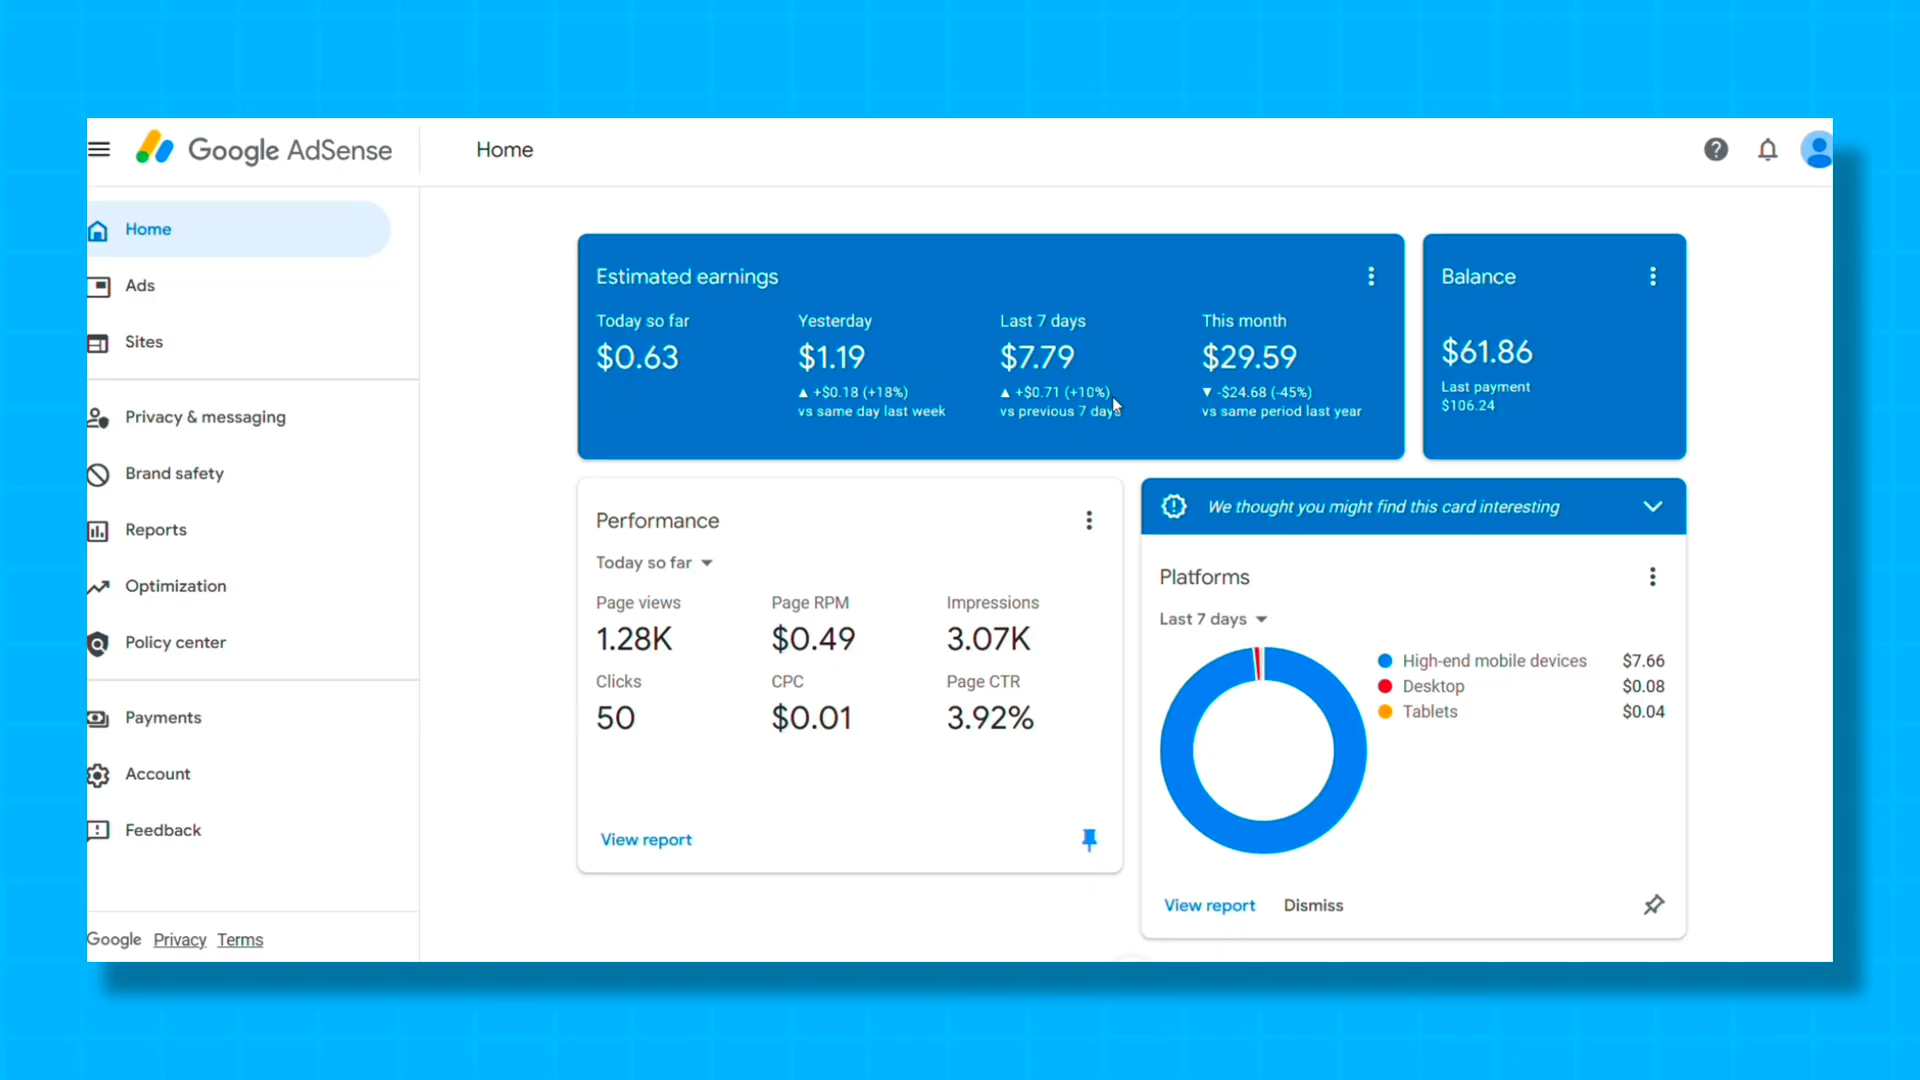 Google AdSense
Home
Home
Ads
Sites
Privacy & messaging
Brand safety
Reports
Optimization
Policy center
Payments
Account
Feedback
Google Privacy Terms
Estimated earnings
Today so far
$0.63
Yesterday
$1.19
▲ +$0.18 (+18%)
vs same day last week
Last 7 days
$7.79
▲ +$0.71 (+10%)
vs previous 7 days
This month
$29.59
▼ -$24.68 (-45%)
vs same period last year
Balance
$61.86
Last payment
$106.24
Performance
Today so far
Page views
1.28K
Page RPM
$0.49
Impressions
3.07K
Clicks
50
CPC
$0.01
Page CTR
3.92%
View report
We thought you might find this card interesting
Platforms
Last 7 days
High-end mobile devices $7.66
Desktop $0.08
Tablets $0.04
View report Dismiss